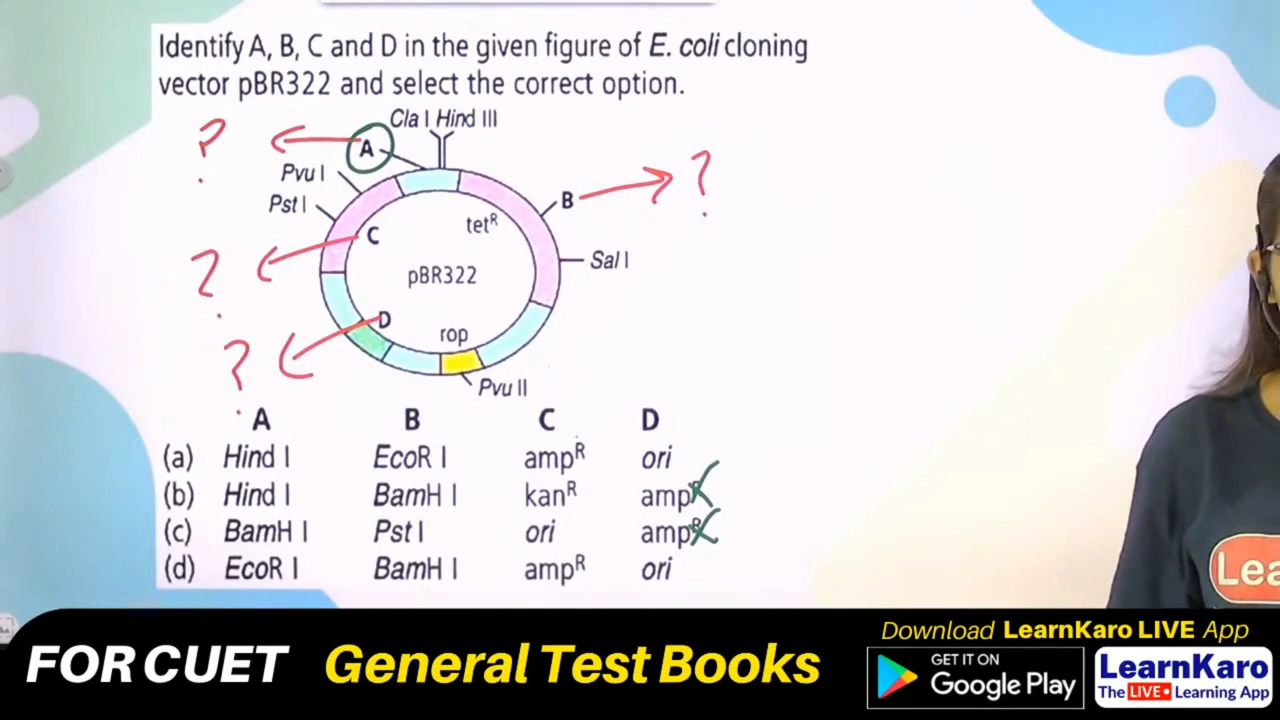 Identify A, B, C and D in the given figure of E. coli cloning
vector pBR322 and select the correct option.
Cla I Hind III
A
?
Pvu I
B
?
Pst I
tetᴿ
C
Sal I
?
pBR322
D
rop
?
Pvu II
A B C D
(a) Hind I EcoR I ampᴿ ori
(b) Hind I BamH I kanᴿ ampᴿ
(c) BamH I Pst I ori ampᴿ
(d) EcoR I BamH I ampᴿ ori
Lea
Download LearnKaro LIVE App
FOR CUET General Test Books
GET IT ON
Google Play
LearnKaro
The LIVE Learning App